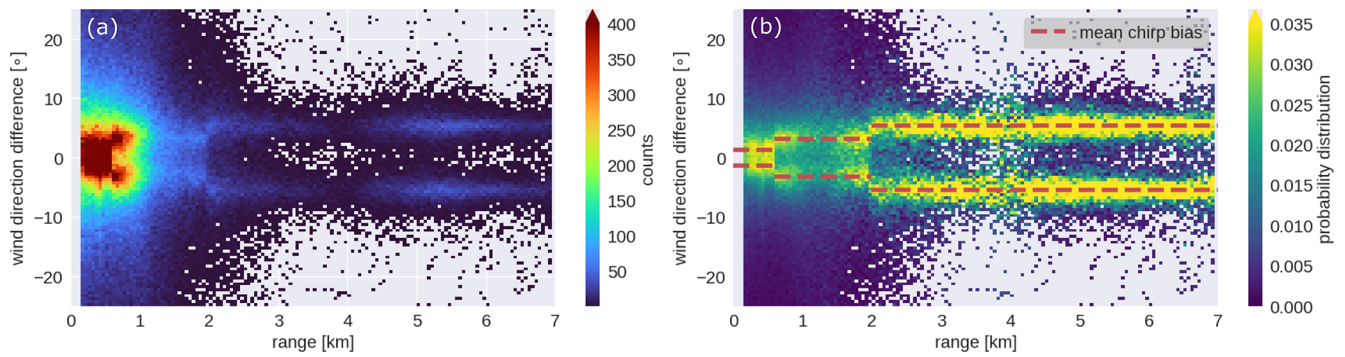 (a)
wind direction difference [∘]
20
10
0
−10
−20
0 1 2 3 4 5 6 7
range [km]
400
350
300
250
200
150
100
50
counts
(b)
mean chirp bias
wind direction difference [∘]
20
10
0
−10
−20
0 1 2 3 4 5 6 7
range [km]
0.035
0.030
0.025
0.020
0.015
0.010
0.005
0.000
probability distribution